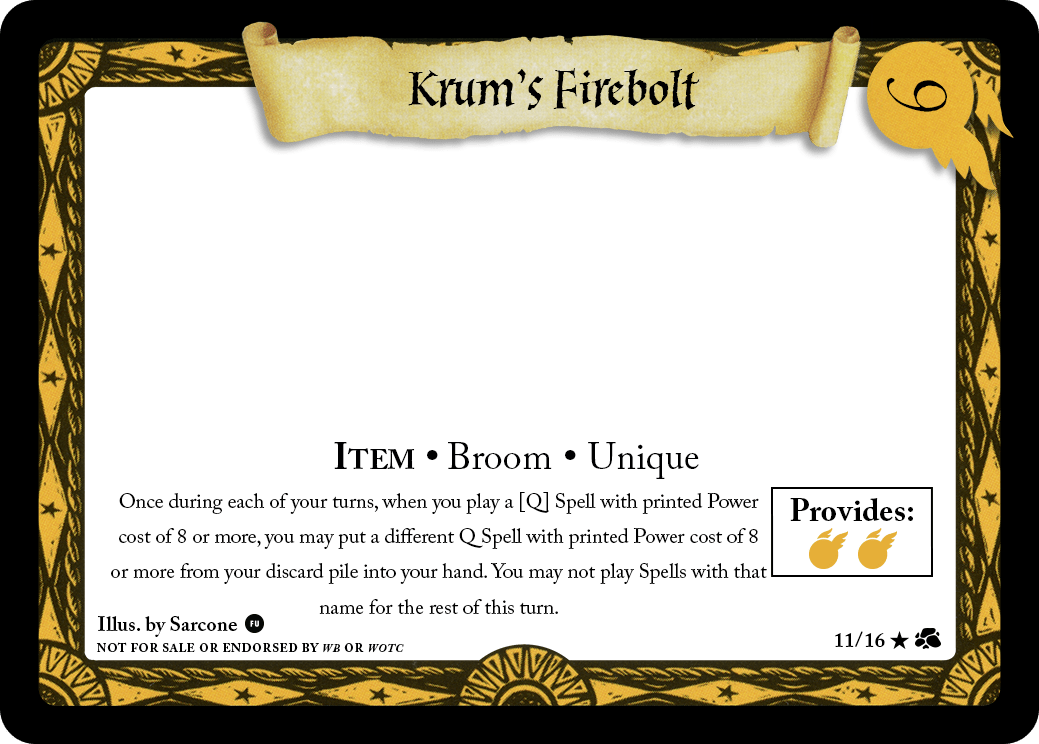 Krum's Firebolt
6
ITEM • Broom • Unique
Once during each of your turns, when you play a [Q] Spell with printed Power
cost of 8 or more, you may put a different Q Spell with printed Power cost of 8
or more from your discard pile into your hand. You may not play Spells with that
name for the rest of this turn.
Provides:
Illus. by Sarcone FU
NOT FOR SALE OR ENDORSED BY WB OR WOTC
11/16 ★